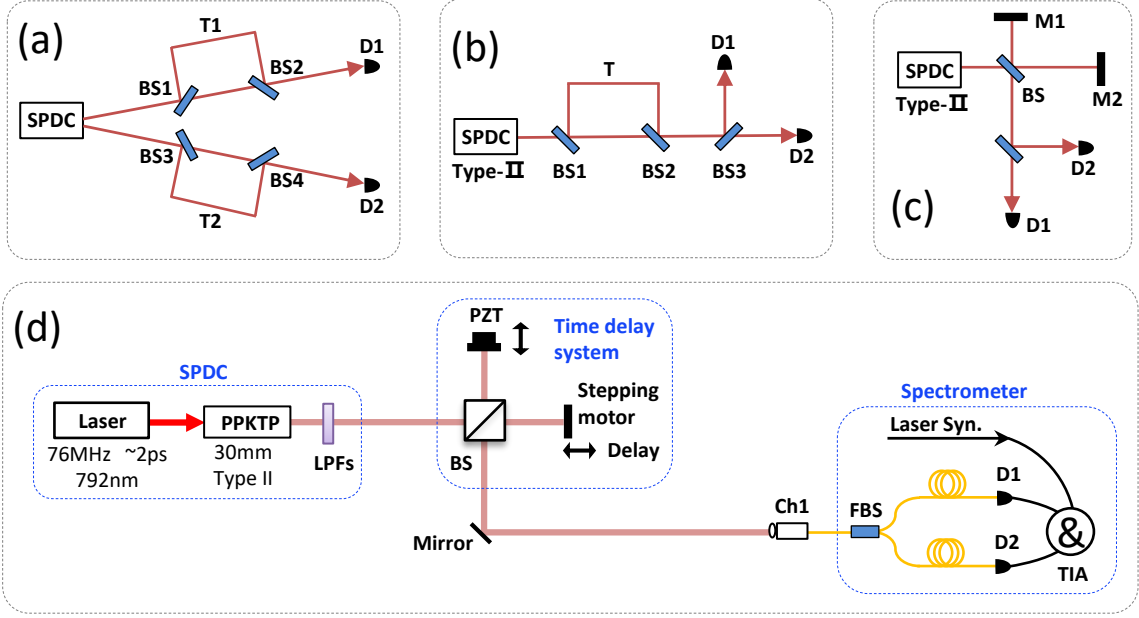 (a)
T1
D1
BS1
BS2
SPDC
BS3
BS4
T2
D2
(b)
D1
T
SPDC
Type-II
BS1
BS2
BS3
D2
M1
SPDC
Type-II
BS
M2
D2
(c)
D1
(d)
PZT
Time delay
system
SPDC
Stepping
motor
Laser
PPKTP
76MHz ~2ps
792nm
30mm
Type II
LPFs
BS
Delay
Mirror
Ch1
Spectrometer
Laser Syn.
D1
FBS
D2
&
TIA